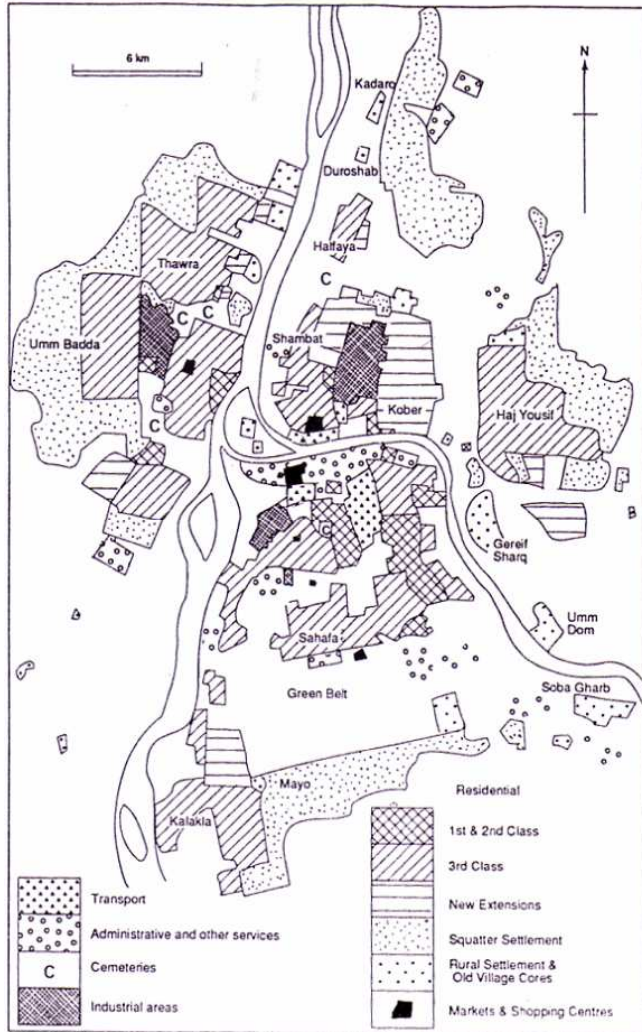 6 km
N
Kadaro
Duroshab
Halfaya
Thawra
C
C
C
Shambat
Umm Badda
Kober
Haj Yousif
C
C
Gereif
Sharq
Umm
Dom
Sahafa
Soba Gharb
Green Belt
Mayo
Kalakla
Residential
1st & 2nd Class
3rd Class
New Extensions
Squatter Settlement
Rural Settlement &
Old Village Cores
Markets & Shopping Centres
Transport
Administrative and other services
C
Cemeteries
Industrial areas